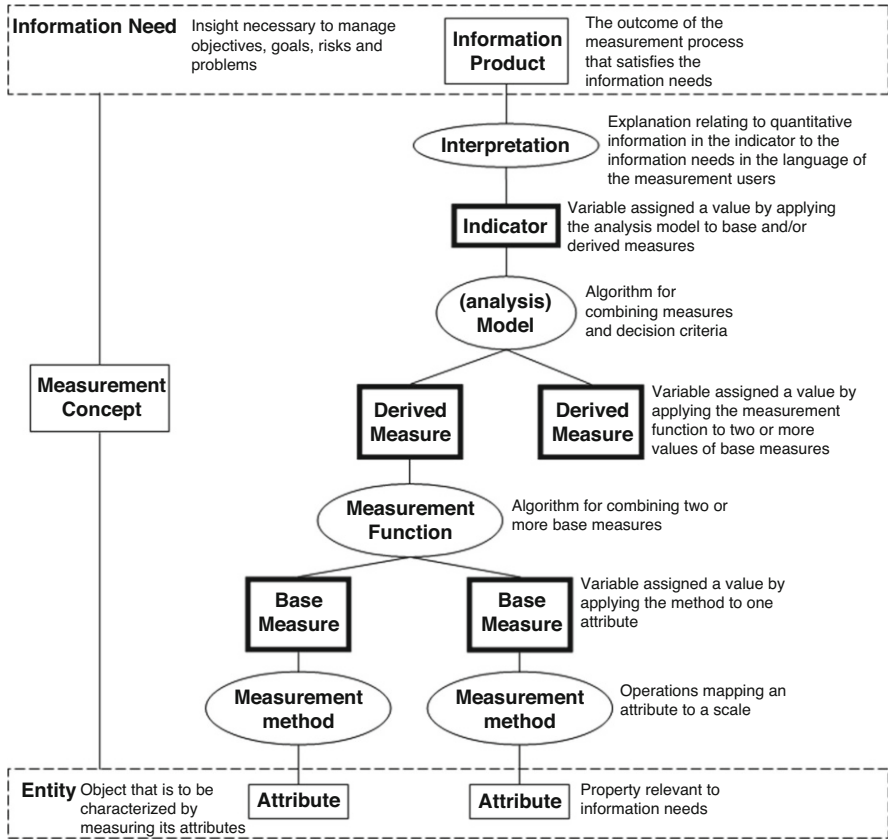 Information Need
Insight necessary to manage
objectives, goals, risks and
problems
Information
Product
The outcome of the
measurement process
that satisfies the
information needs
Interpretation
Explanation relating to quantitative
information in the indicator to the
information needs in the language of
the measurement users
Indicator
Variable assigned a value by applying
the analysis model to base and/or
derived measures
(analysis)
Model
Algorithm for
combining measures
and decision criteria
Measurement
Concept
Derived
Measure
Derived
Measure
Variable assigned a value by
applying the measurement
function to two or more
values of base measures
Measurement
Function
Algorithm for combining two or
more base measures
Base
Measure
Base
Measure
Variable assigned a value by
applying the method to one
attribute
Measurement
method
Measurement
method
Operations mapping an
attribute to a scale
Entity
Object that is to be
characterized by
measuring its attributes
Attribute
Attribute
Property relevant to
information needs